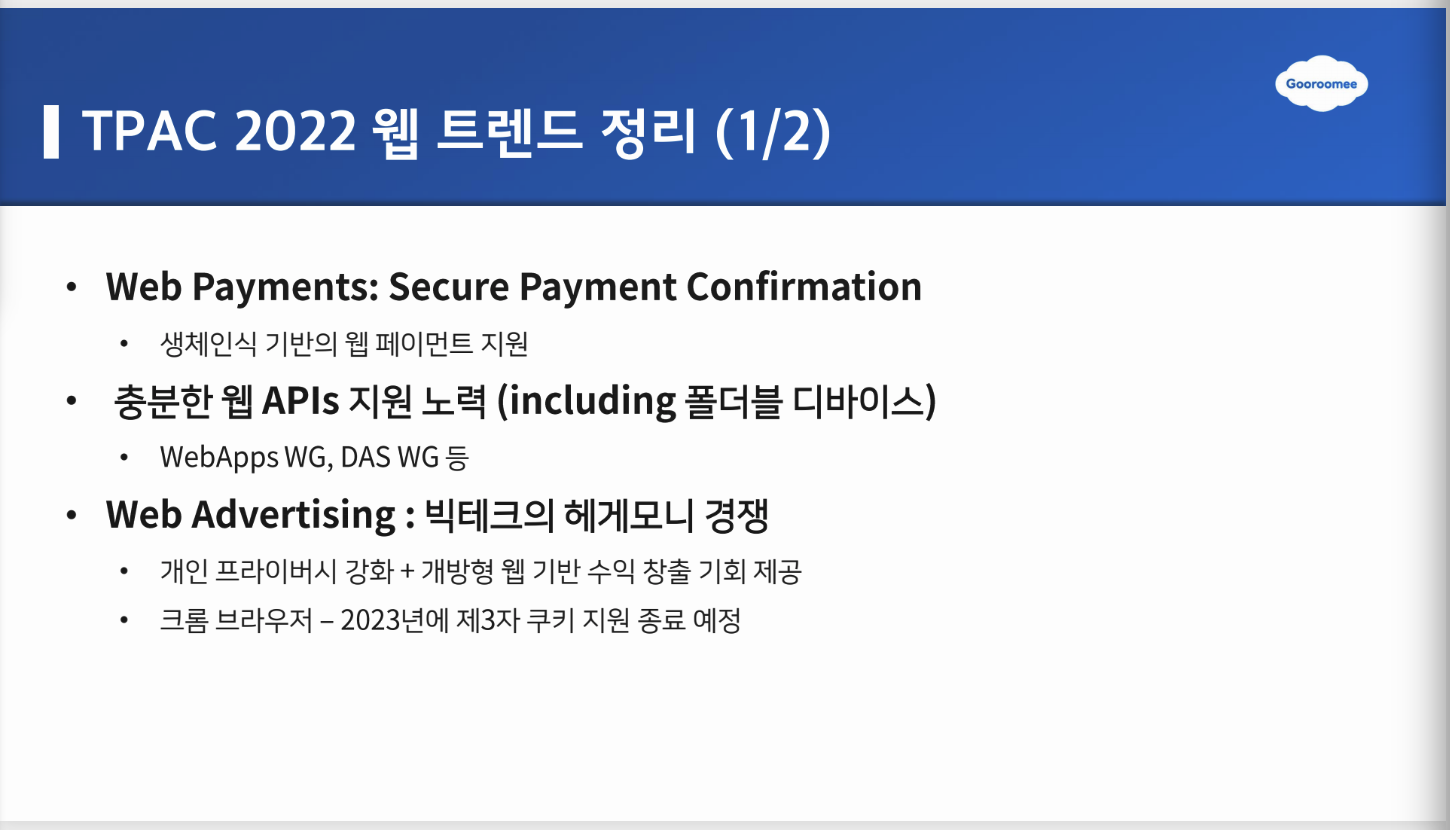 Gooroomee
TPAC 2022 웹 트렌드 정리 (1/2)
• Web Payments: Secure Payment Confirmation
• 생체인식 기반의 웹 페이먼트 지원
• 충분한 웹 APIs 지원 노력 (including 폴더블 디바이스)
• WebApps WG, DAS WG 등
• Web Advertising : 빅테크의 헤게모니 경쟁
• 개인 프라이버시 강화 + 개방형 웹 기반 수익 창출 기회 제공
• 크롬 브라우저 – 2023년에 제3자 쿠키 지원 종료 예정